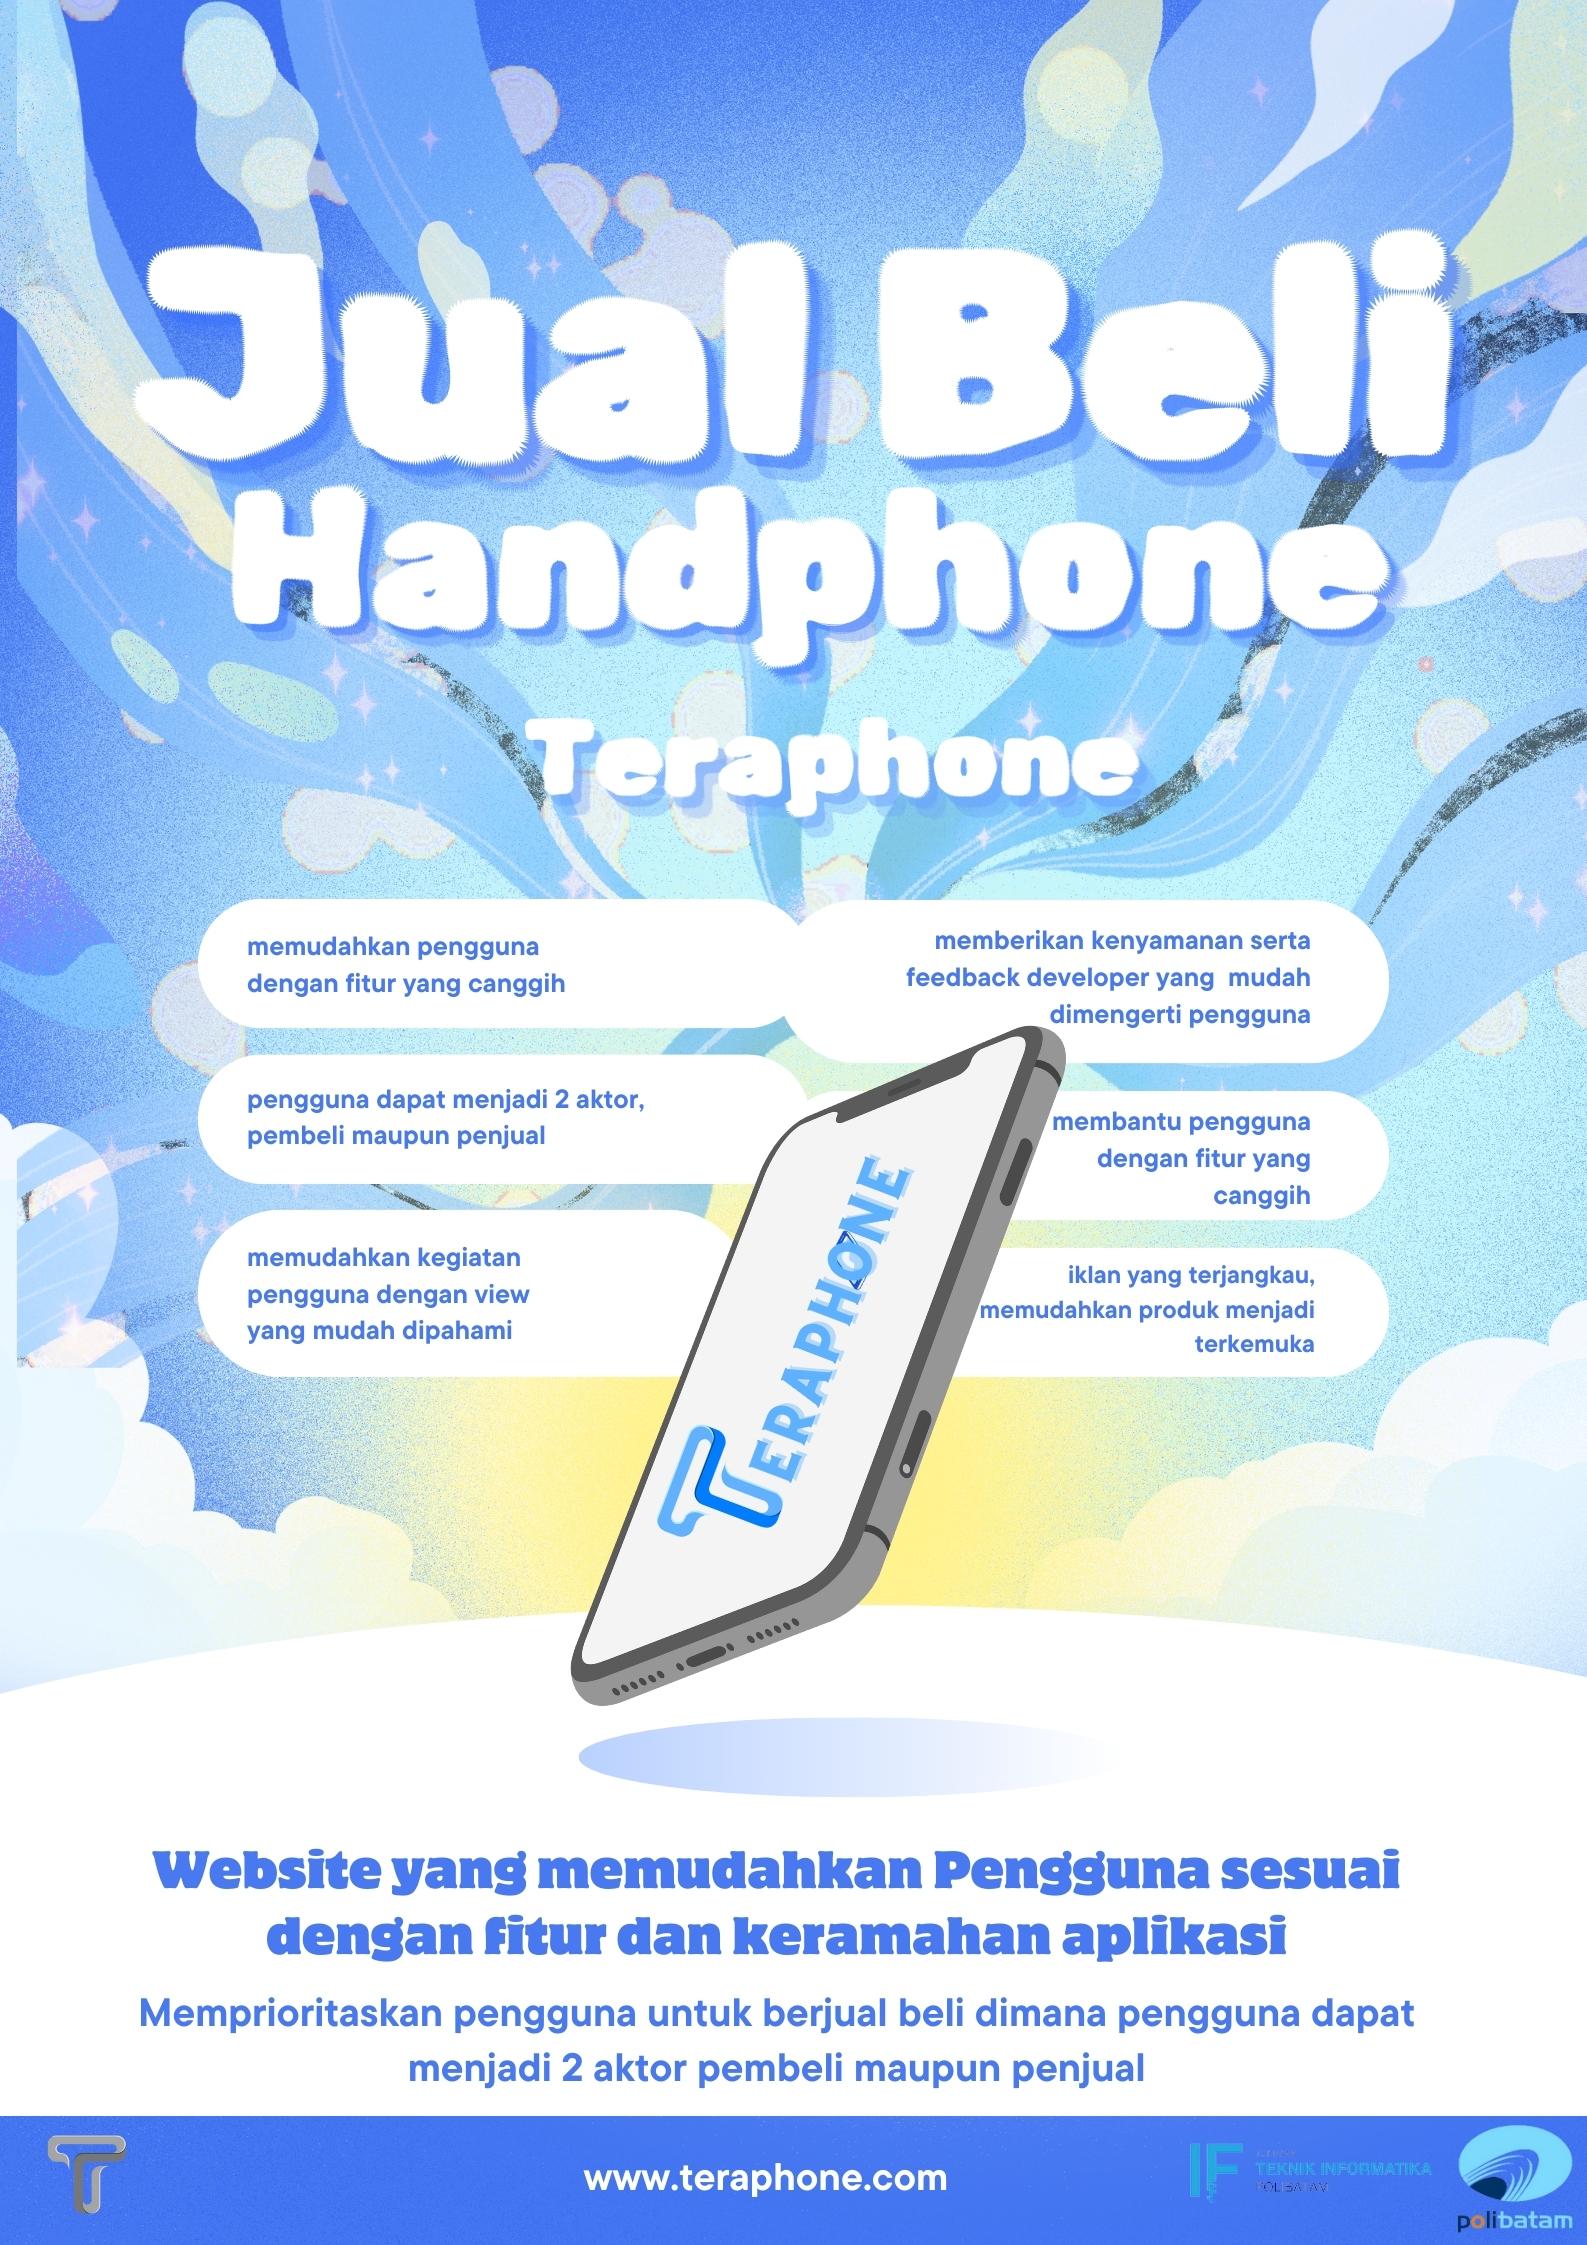 Jual Beli
Handphone
Teraphone
memudahkan pengguna
dengan fitur yang canggih
memberikan kenyamanan serta
feedback developer yang  mudah
dimengerti pengguna
pengguna dapat menjadi 2 aktor,
pembeli maupun penjual
membantu pengguna
dengan fitur yang
canggih
memudahkan kegiatan
pengguna dengan view
yang mudah dipahami
iklan yang terjangkau,
memudahkan produk menjadi
terkemuka
TERAPHONE
Website yang memudahkan Pengguna sesuai
dengan fitur dan keramahan aplikasi
Memprioritaskan pengguna untuk berjual beli dimana pengguna dapat
menjadi 2 aktor pembeli maupun penjual
www.teraphone.com
IF
TEKNIK INFORMATIKA
POLIBATAM
polibatam